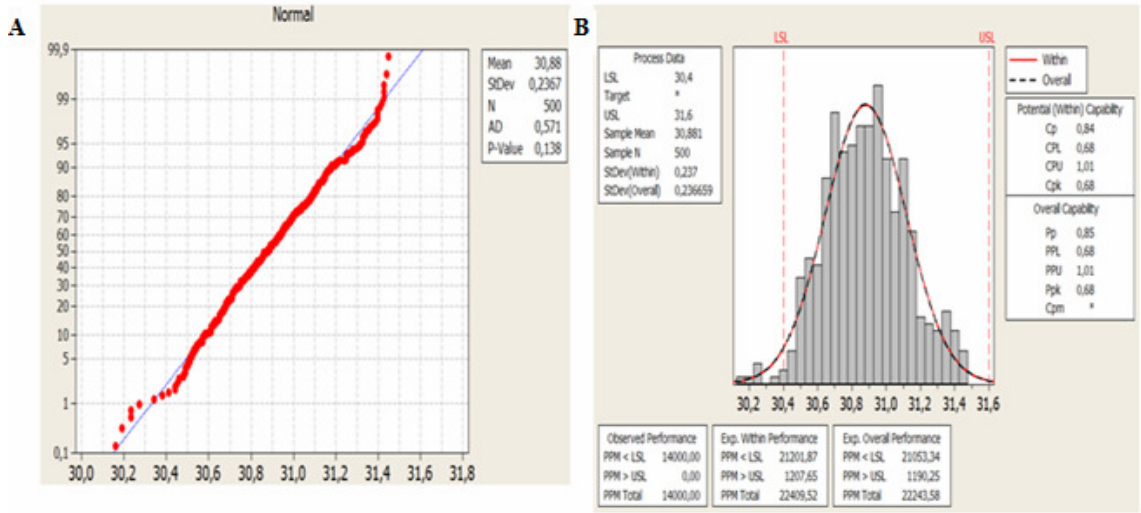 A
Normal
99,9
99
95
90
80
70
60
50
40
30
20
10
5
1
0,1
30,0 30,2 30,4 30,6 30,8 31,0 31,2 31,4 31,6 31,8
Mean 30,88
StDev 0,2367
N 500
AD 0,571
P-Value 0,138
B
LSL USL
Process Data
LSL 30,4
Target *
USL 31,6
Sample Mean 30,881
Sample N 500
StDev(Within) 0,237
StDev(Overall) 0,236659
Within
Overall
Potential (Within) Capability
Cp 0,84
CPL 0,68
CPU 1,01
Cpk 0,68
Overall Capability
Pp 0,85
PPL 0,68
PPU 1,01
Ppk 0,68
Cpm *
30,2 30,4 30,6 30,8 31,0 31,2 31,4 31,6
Observed Performance
PPM < LSL 14000,00
PPM > USL 0,00
PPM Total 14000,00
Exp. Within Performance
PPM < LSL 21201,87
PPM > USL 1207,65
PPM Total 22409,52
Exp. Overall Performance
PPM < LSL 21053,34
PPM > USL 1190,25
PPM Total 22243,58